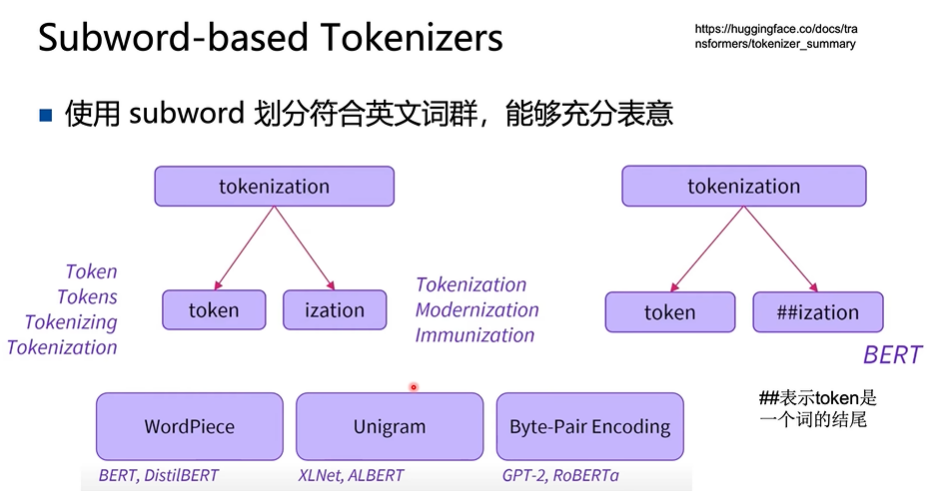 Subword-based Tokenizers
https://huggingface.co/docs/tra
nsformers/tokenizer_summary
使用 subword 划分符合英文词群，能够充分表意
tokenization
token
ization
Token
Tokens
Tokenizing
Tokenization
Tokenization
Modernization
Immunization
tokenization
token
##ization
BERT
##表示token是
一个词的结尾
WordPiece
Unigram
Byte-Pair Encoding
BERT, DistilBERT
XLNet, ALBERT
GPT-2, RoBERTa